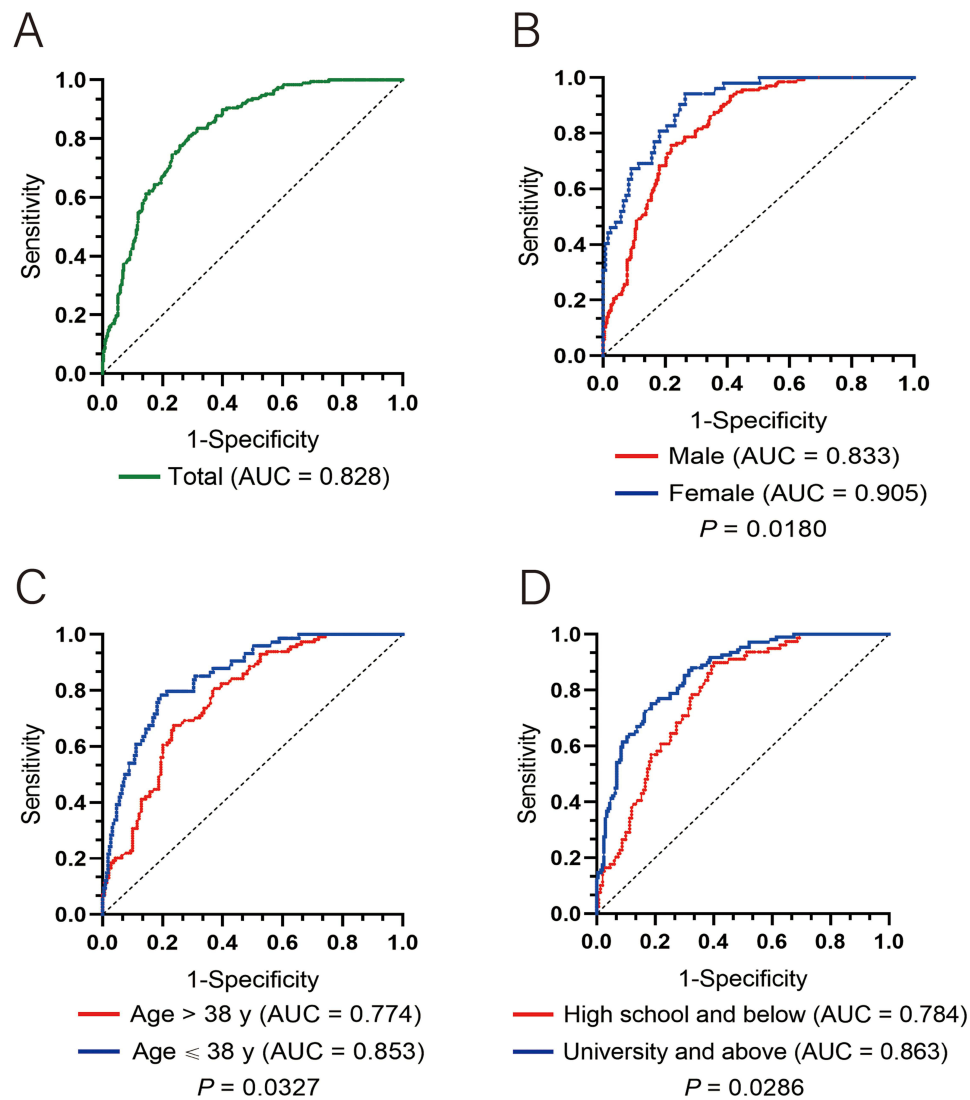 A
1.0
0.8
0.6
0.4
0.2
0.0
Sensitivity
0.0 0.2 0.4 0.6 0.8 1.0
1-Specificity
Total (AUC = 0.828)
B
1.0
0.8
0.6
0.4
0.2
0.0
Sensitivity
0.0 0.2 0.4 0.6 0.8 1.0
1-Specificity
Male (AUC = 0.833)
Female (AUC = 0.905)
P = 0.0180
C
1.0
0.8
0.6
0.4
0.2
0.0
Sensitivity
0.0 0.2 0.4 0.6 0.8 1.0
1-Specificity
Age > 38 y (AUC = 0.774)
Age ⩽ 38 y (AUC = 0.853)
P = 0.0327
D
1.0
0.8
0.6
0.4
0.2
0.0
Sensitivity
0.0 0.2 0.4 0.6 0.8 1.0
1-Specificity
High school and below (AUC = 0.784)
University and above (AUC = 0.863)
P = 0.0286